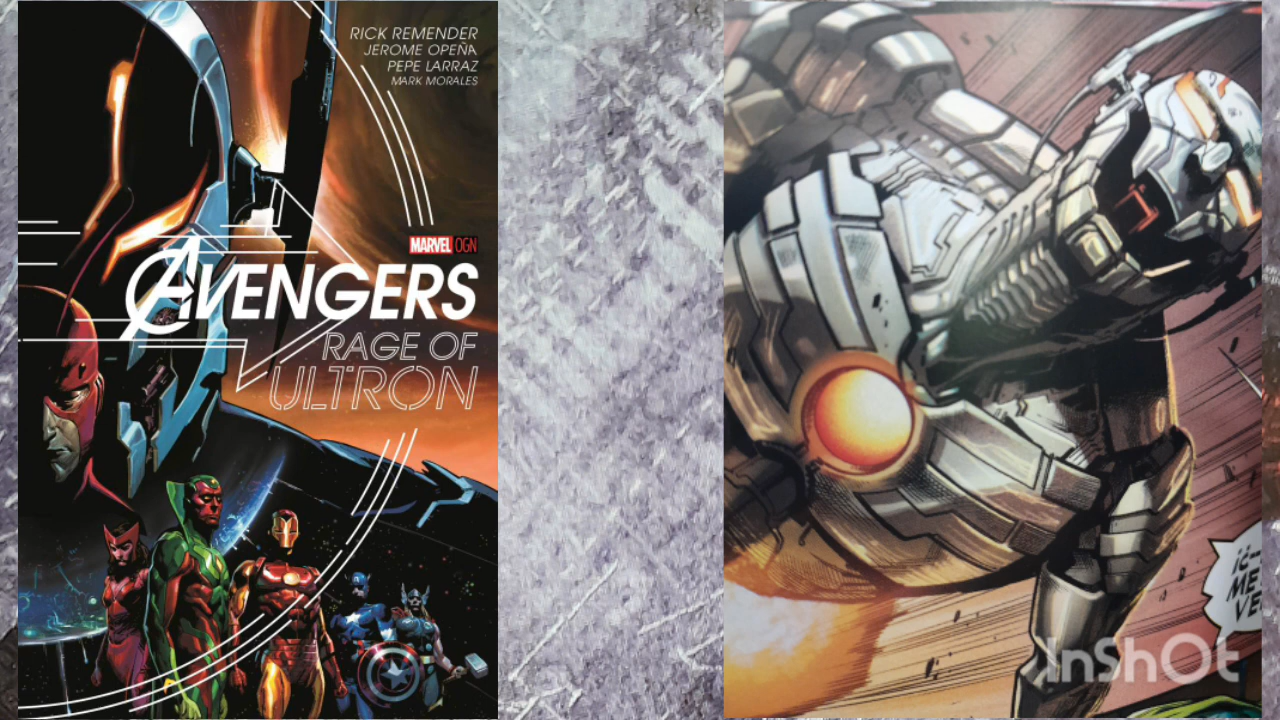 RICK REMENDER
JEROME OPEÑA
PEPE LARRAZ
MARK MORALES
MARVEL OGN
AVENGERS
RAGE OF
ULTRON
¡¿-
ME
VE
InShOt